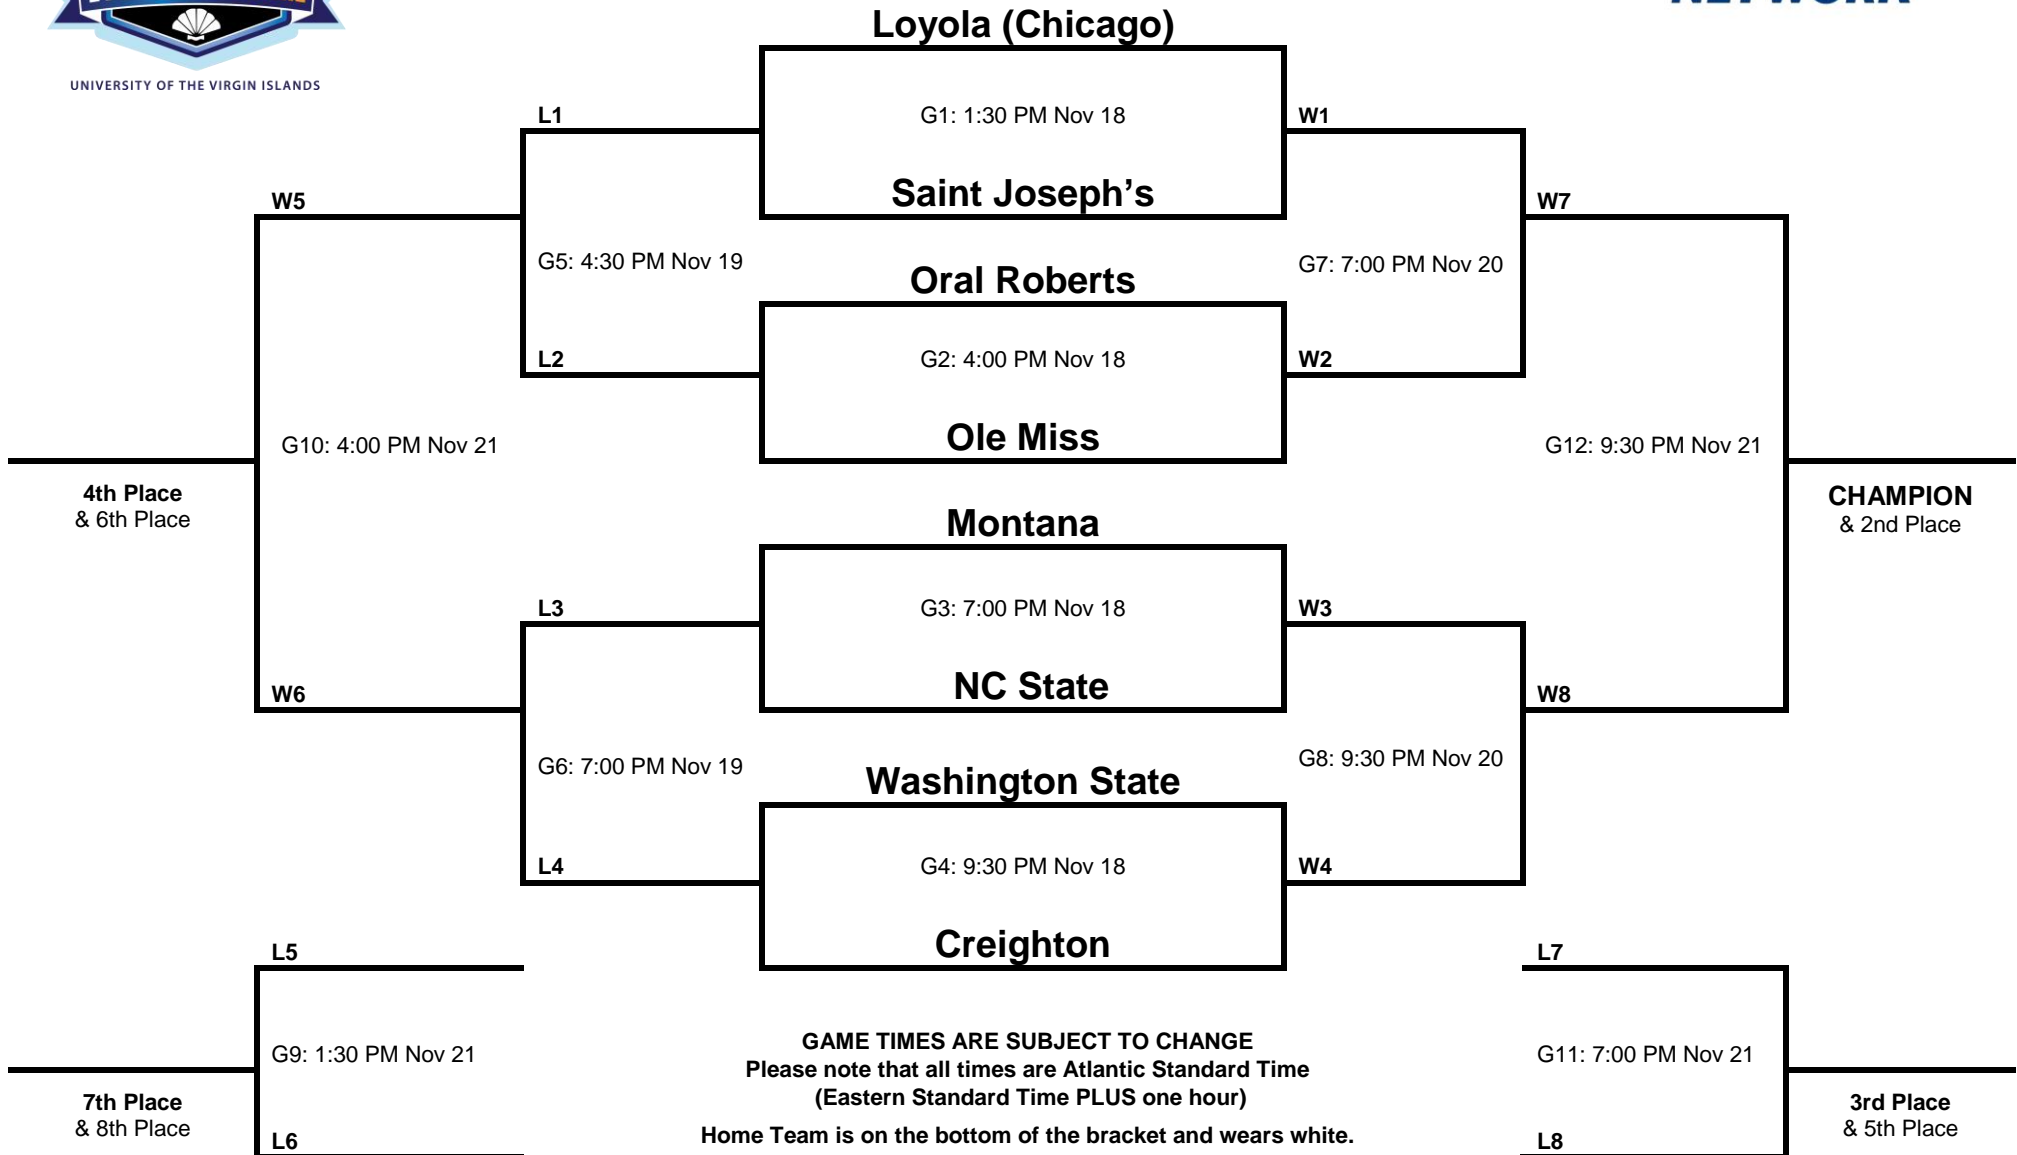 NETWORK
UNIVERSITY OF THE VIRGIN ISLANDS
Loyola (Chicago)
L1
G1: 1:30 PM Nov 18
W1
W5
Saint Joseph’s
W7
G5: 4:30 PM Nov 19
Oral Roberts
G7: 7:00 PM Nov 20
L2
G2: 4:00 PM Nov 18
W2
G10: 4:00 PM Nov 21
Ole Miss
G12: 9:30 PM Nov 21
4th Place
& 6th Place
CHAMPION
& 2nd Place
Montana
L3
G3: 7:00 PM Nov 18
W3
W6
NC State
W8
G6: 7:00 PM Nov 19
Washington State
G8: 9:30 PM Nov 20
L4
G4: 9:30 PM Nov 18
W4
L5
Creighton
L7
G9: 1:30 PM Nov 21
GAME TIMES ARE SUBJECT TO CHANGE
Please note that all times are Atlantic Standard Time
(Eastern Standard Time PLUS one hour)
G11: 7:00 PM Nov 21
7th Place
& 8th Place
3rd Place
& 5th Place
L6
Home Team is on the bottom of the bracket and wears white.
L8